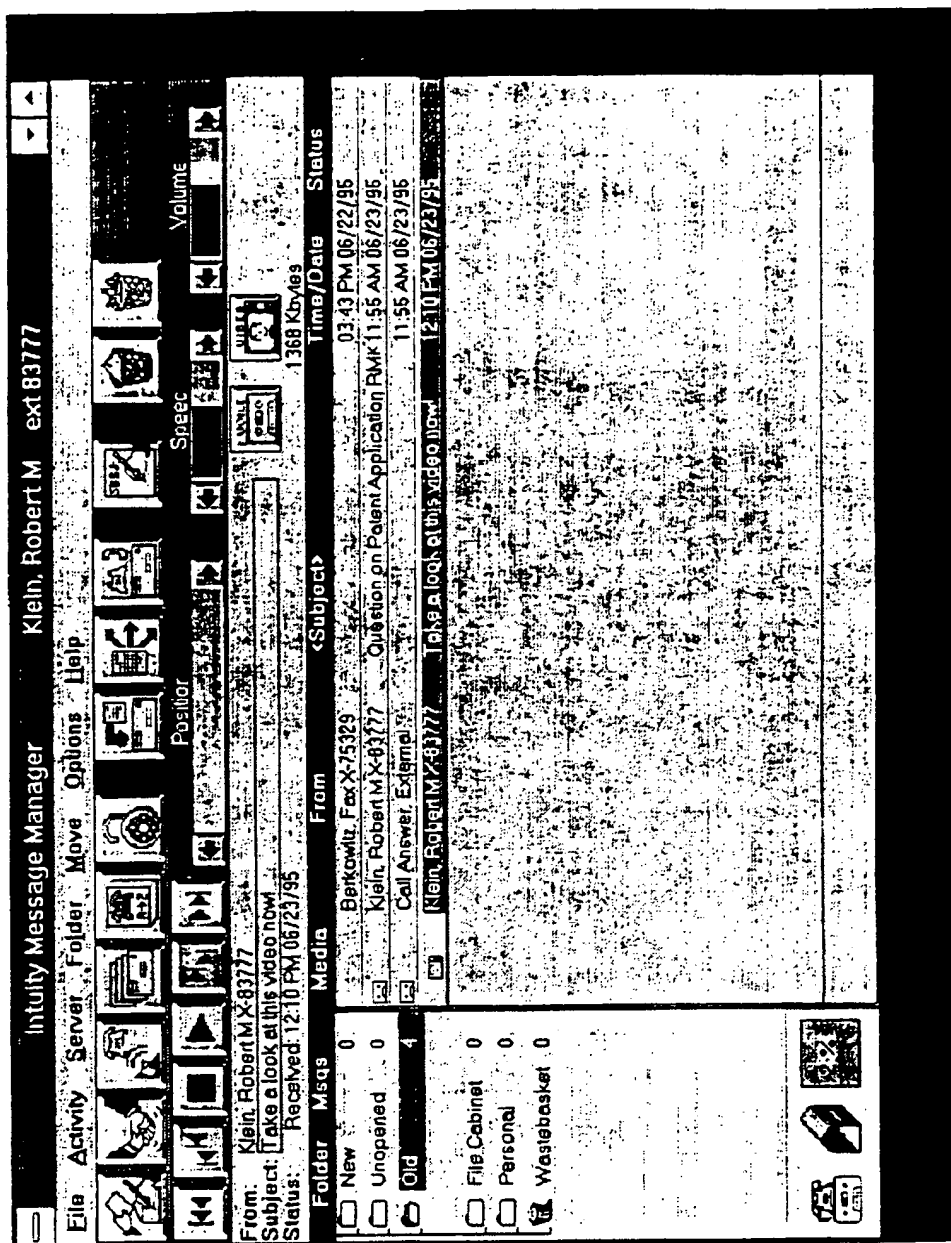 Intuity Message Manager Klein, Robert M ext 83777
File Activity Server Folder Move Options Help
Position Speed Volume
From: Klein, Robert M X-83777
Subject: Take a look at this video now!
Status: Received: 12:10 PM 06/23/95 1368 Kbytes
VIDEO
Folder Msgs Media From <Subject> Time/Date Status
New 0
Unopened 0
Old 4
File Cabinet 0
Personal 0
Wastebasket 0
Berkowitz, Fax X-75329 03:43 PM 06/22/95
Klein, Robert M X-83777 Question on Patent Application RMK 11:55 AM 06/23/95
Call Answer, External 11:55 AM 06/23/95
Klein, Robert M X-83777 Take a look at this video now! 12:10 PM 06/23/95